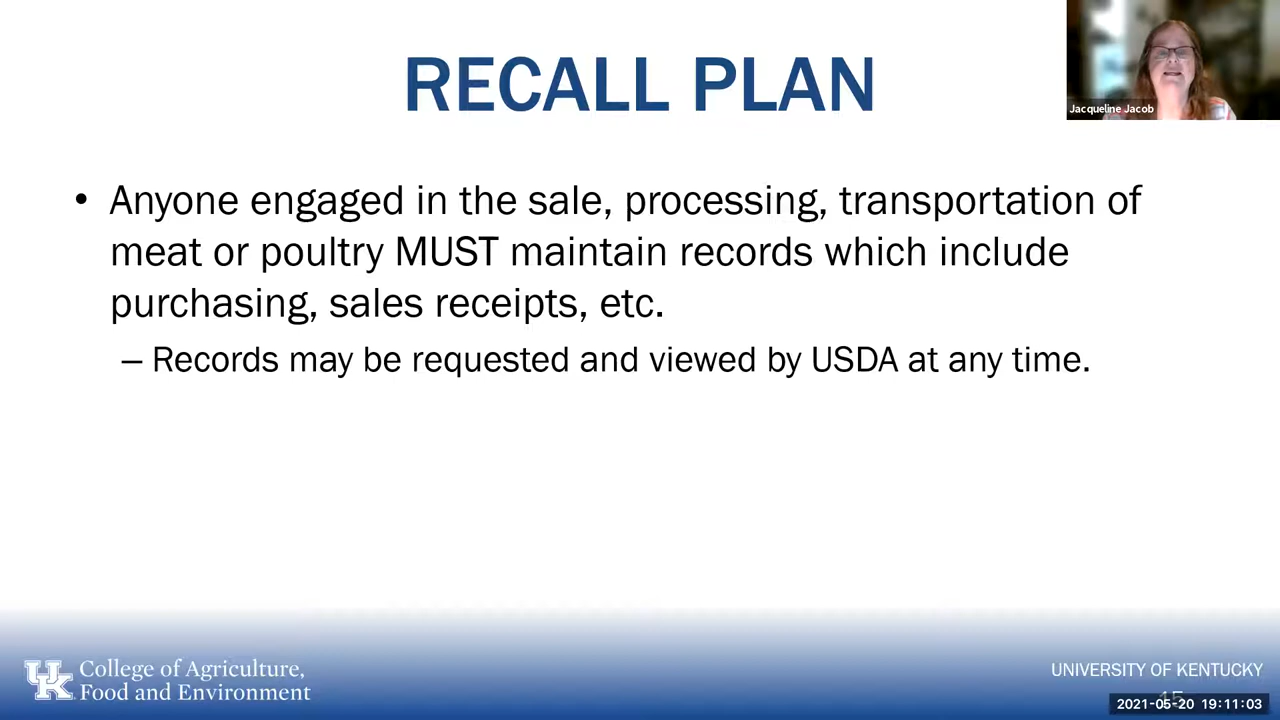 RECALL PLAN
Jacqueline Jacob
• Anyone engaged in the sale, processing, transportation of
meat or poultry MUST maintain records which include
purchasing, sales receipts, etc.
– Records may be requested and viewed by USDA at any time.
UK
College of Agriculture,
Food and Environment
UNIVERSITY OF KENTUCKY
15
2021-05-20 19:11:03